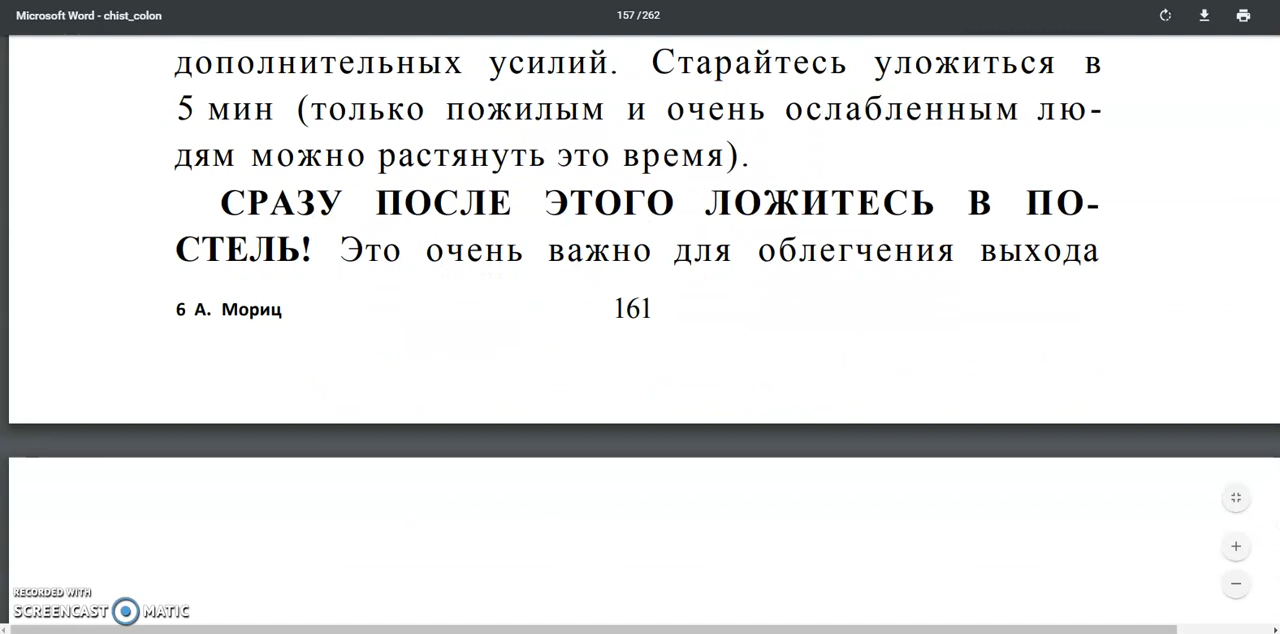 Microsoft Word - chist_colon
157 /262
дополнительных усилий. Старайтесь уложиться в
5 мин (только пожилым и очень ослабленным лю-
дям можно растянуть это время).
СРАЗУ ПОСЛЕ ЭТОГО ЛОЖИТЕСЬ В ПО-
СТЕЛЬ! Это очень важно для облегчения выхода
6 А. Мориц
161
RECORDED WITH
SCREENCAST MATIC